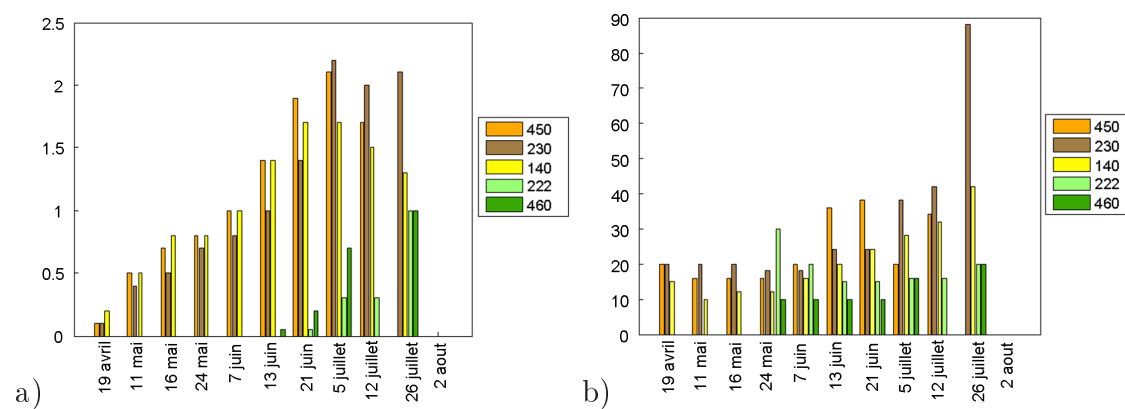 2.5
2
1.5
1
0.5
0
19 avril
11 mai
16 mai
24 mai
7 juin
13 juin
21 juin
5 juillet
12 juillet
26 juillet
2 aout
450
230
140
222
460
a)
90
80
70
60
50
40
30
20
10
0
19 avril
11 mai
16 mai
24 mai
7 juin
13 juin
21 juin
5 juillet
12 juillet
26 juillet
2 aout
450
230
140
222
460
b)